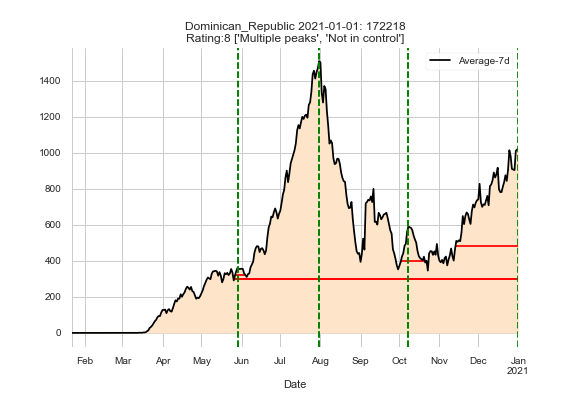 Dominican_Republic 2021-01-01: 172218
Rating:8 ['Multiple peaks', 'Not in control']
Average-7d
1400
1200
1000
800
600
400
200
0
Feb Mar Apr May Jun Jul Aug Sep Oct Nov Dec Jan
2021
Date